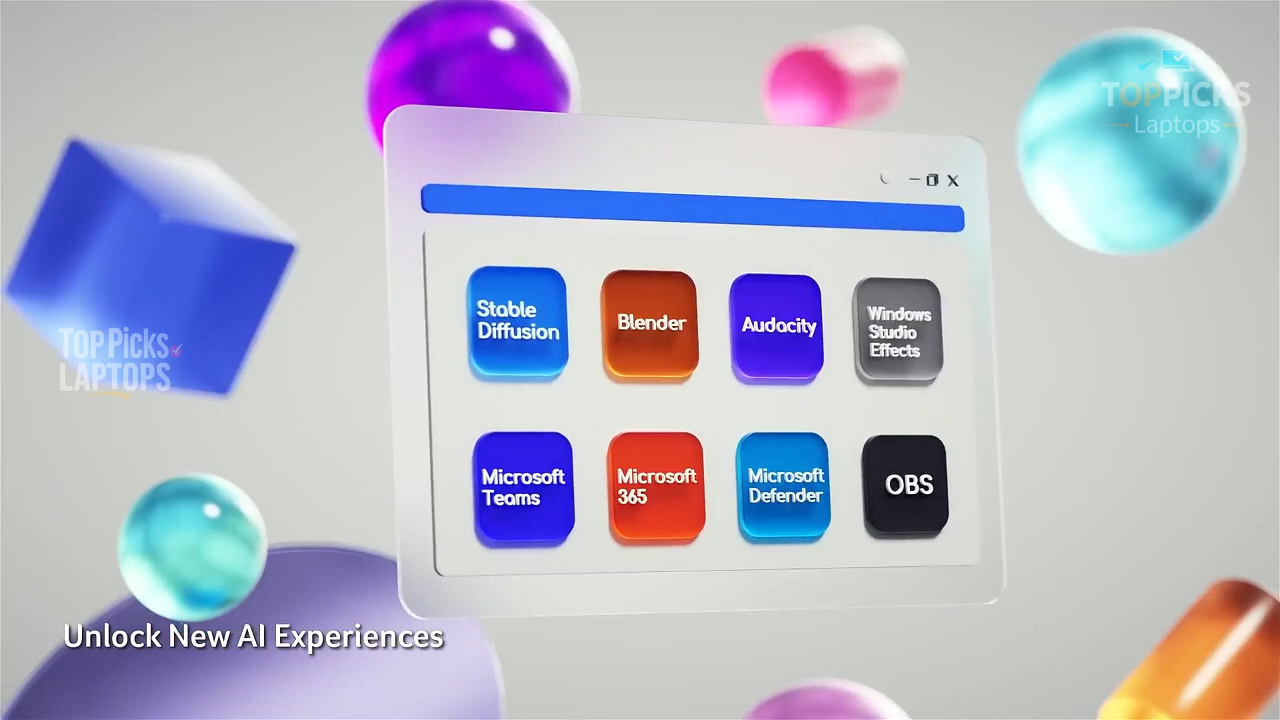 TOPPICKS
Laptops
X
Stable
Diffusion
Blender
Audacity
Windows
Studio
Effects
TOP PICKS
LAPTOPS
Microsoft
Teams
Microsoft
365
Microsoft
Defender
OBS
Unlock New AI Experiences